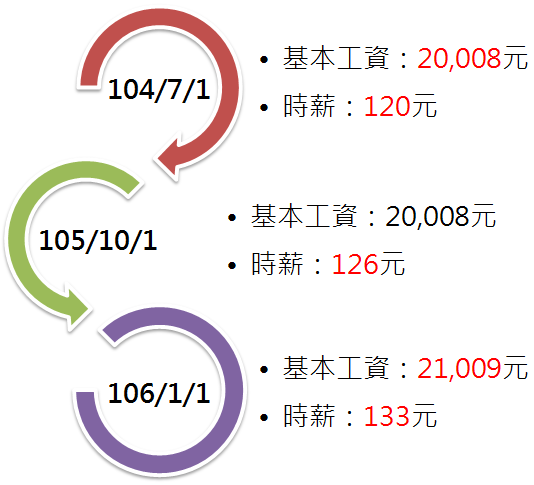 104/7/1
• 基本工資：20,008元
• 時薪：120元
105/10/1
• 基本工資：20,008元
• 時薪：126元
106/1/1
• 基本工資：21,009元
• 時薪：133元